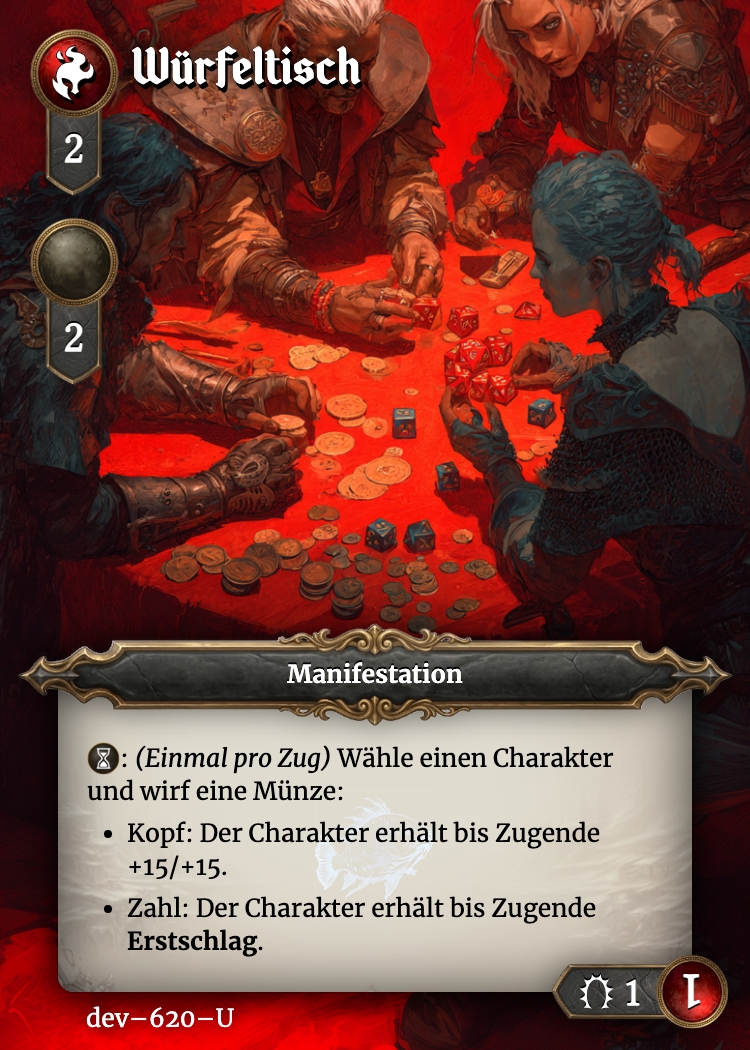 Würfeltisch
2
2
Manifestation
: (Einmal pro Zug) Wähle einen Charakter
und wirf eine Münze:
• Kopf: Der Charakter erhält bis Zugende
+15/+15.
• Zahl: Der Charakter erhält bis Zugende
Erstschlag.
1
1
dev–620–U